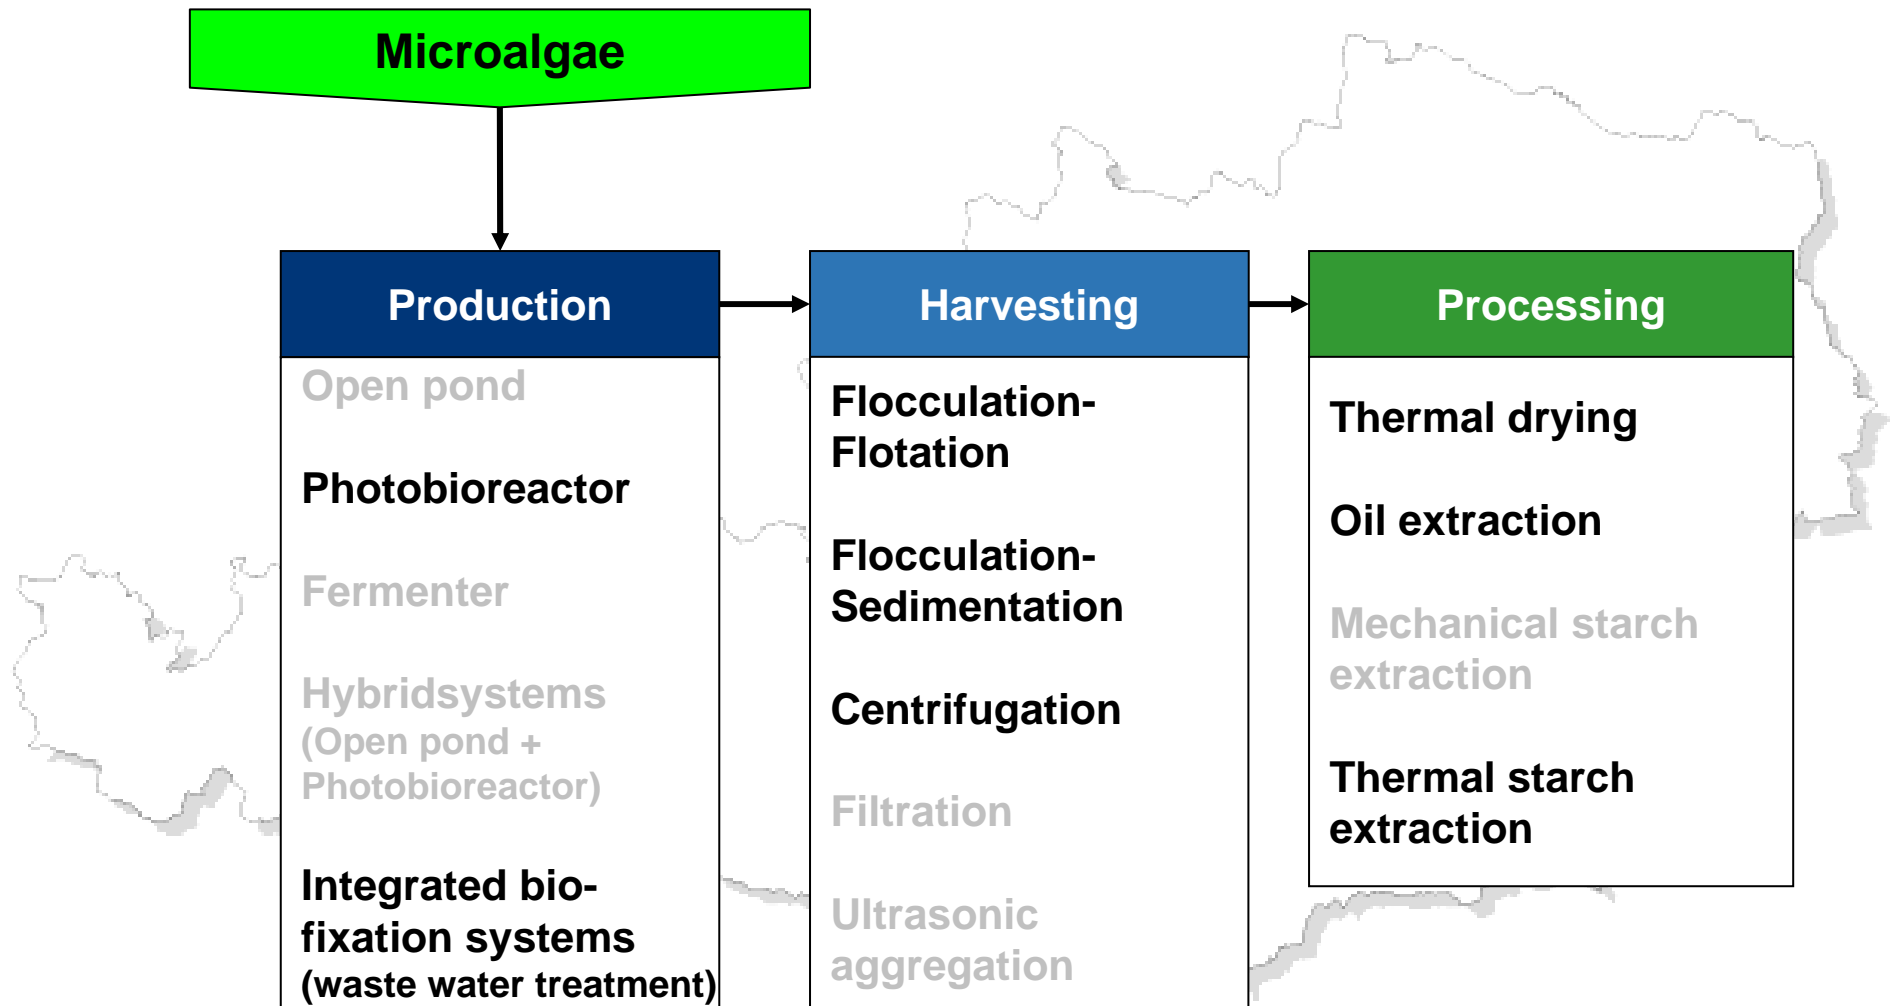 Microalgae
Production
Open pond
Photobioreactor
Fermenter
Hybridsystems
(Open pond +
Photobioreactor)
Integrated bio-
fixation systems
(waste water treatment)
Harvesting
Flocculation-
Flotation
Flocculation-
Sedimentation
Centrifugation
Filtration
Ultrasonic
aggregation
Processing
Thermal drying
Oil extraction
Mechanical starch
extraction
Thermal starch
extraction